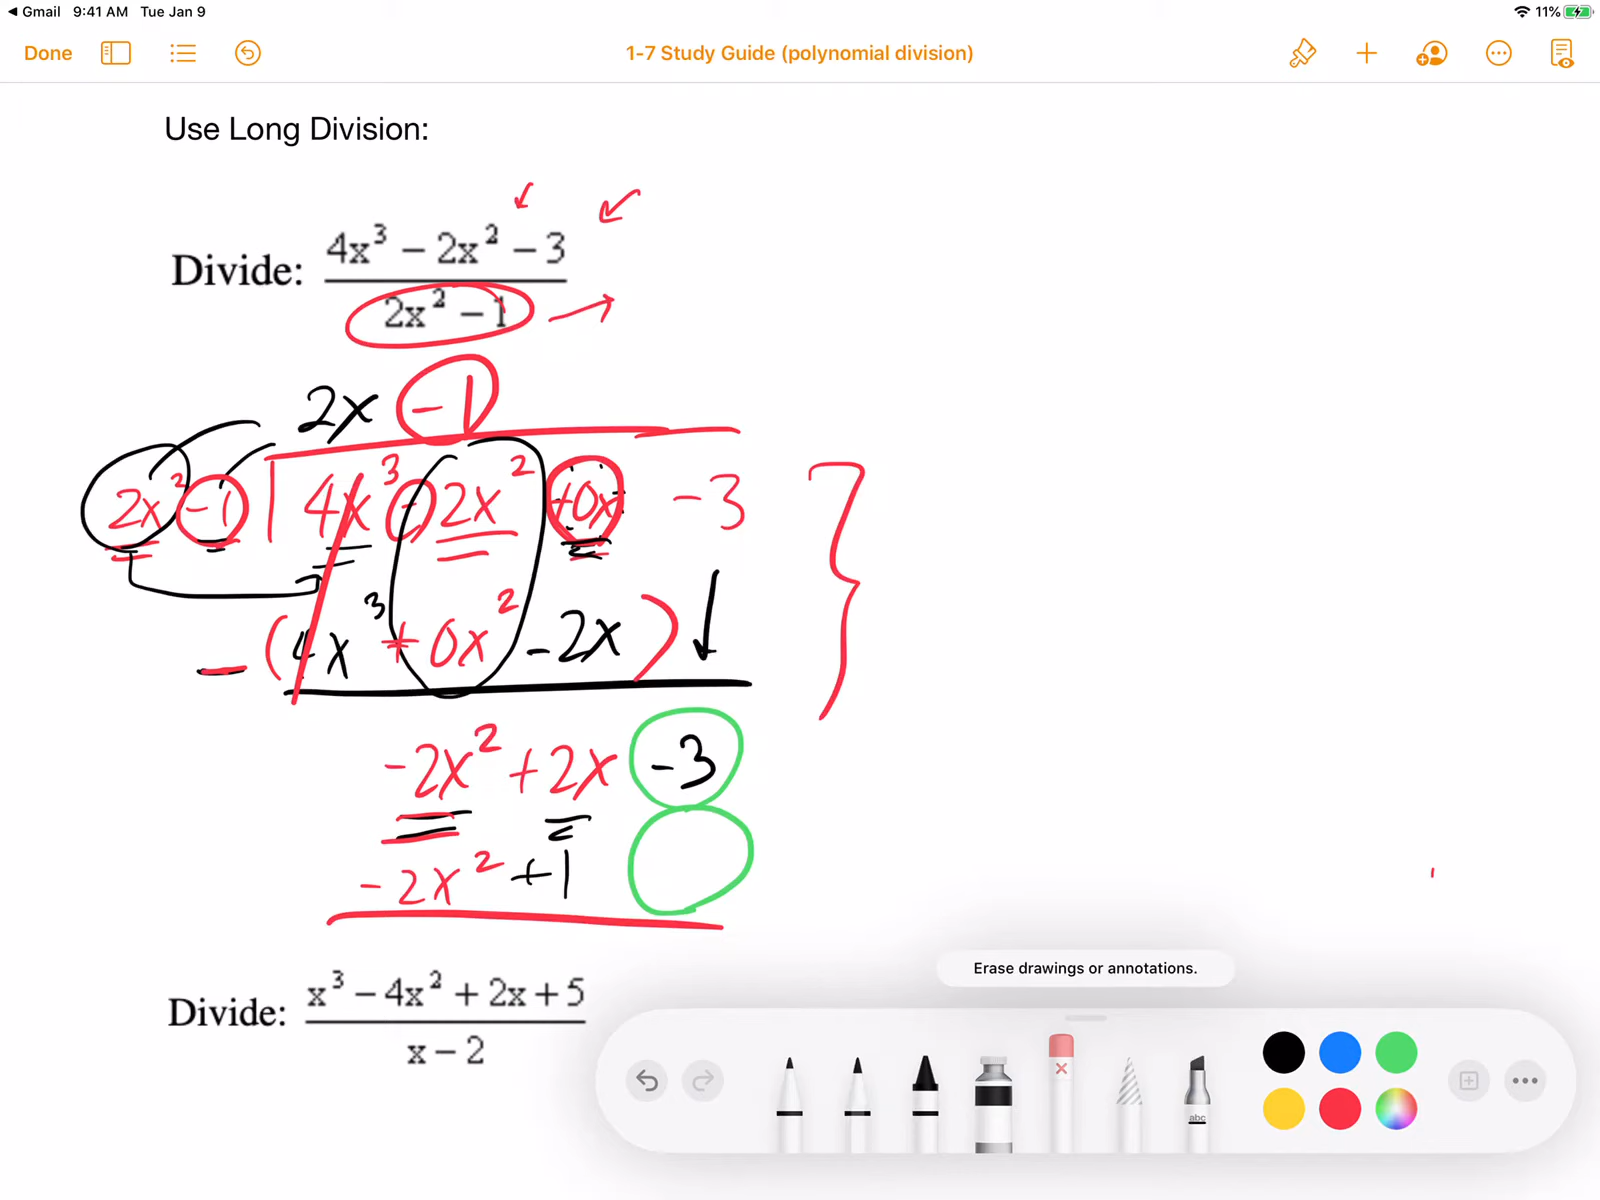 Gmail 9:41 AM Tue Jan 9 11%
Done 1-7 Study Guide (polynomial division)
Use Long Division:
Divide: 4x³ − 2x² − 3
2x² − 1
2x −1
2x² −1 4x³ − 2x² +0x −3
−(4x³ +0x² −2x)
−2x² +2x −3
−2x² +1
Divide: x³ − 4x² + 2x + 5
x − 2
Erase drawings or annotations.
abc